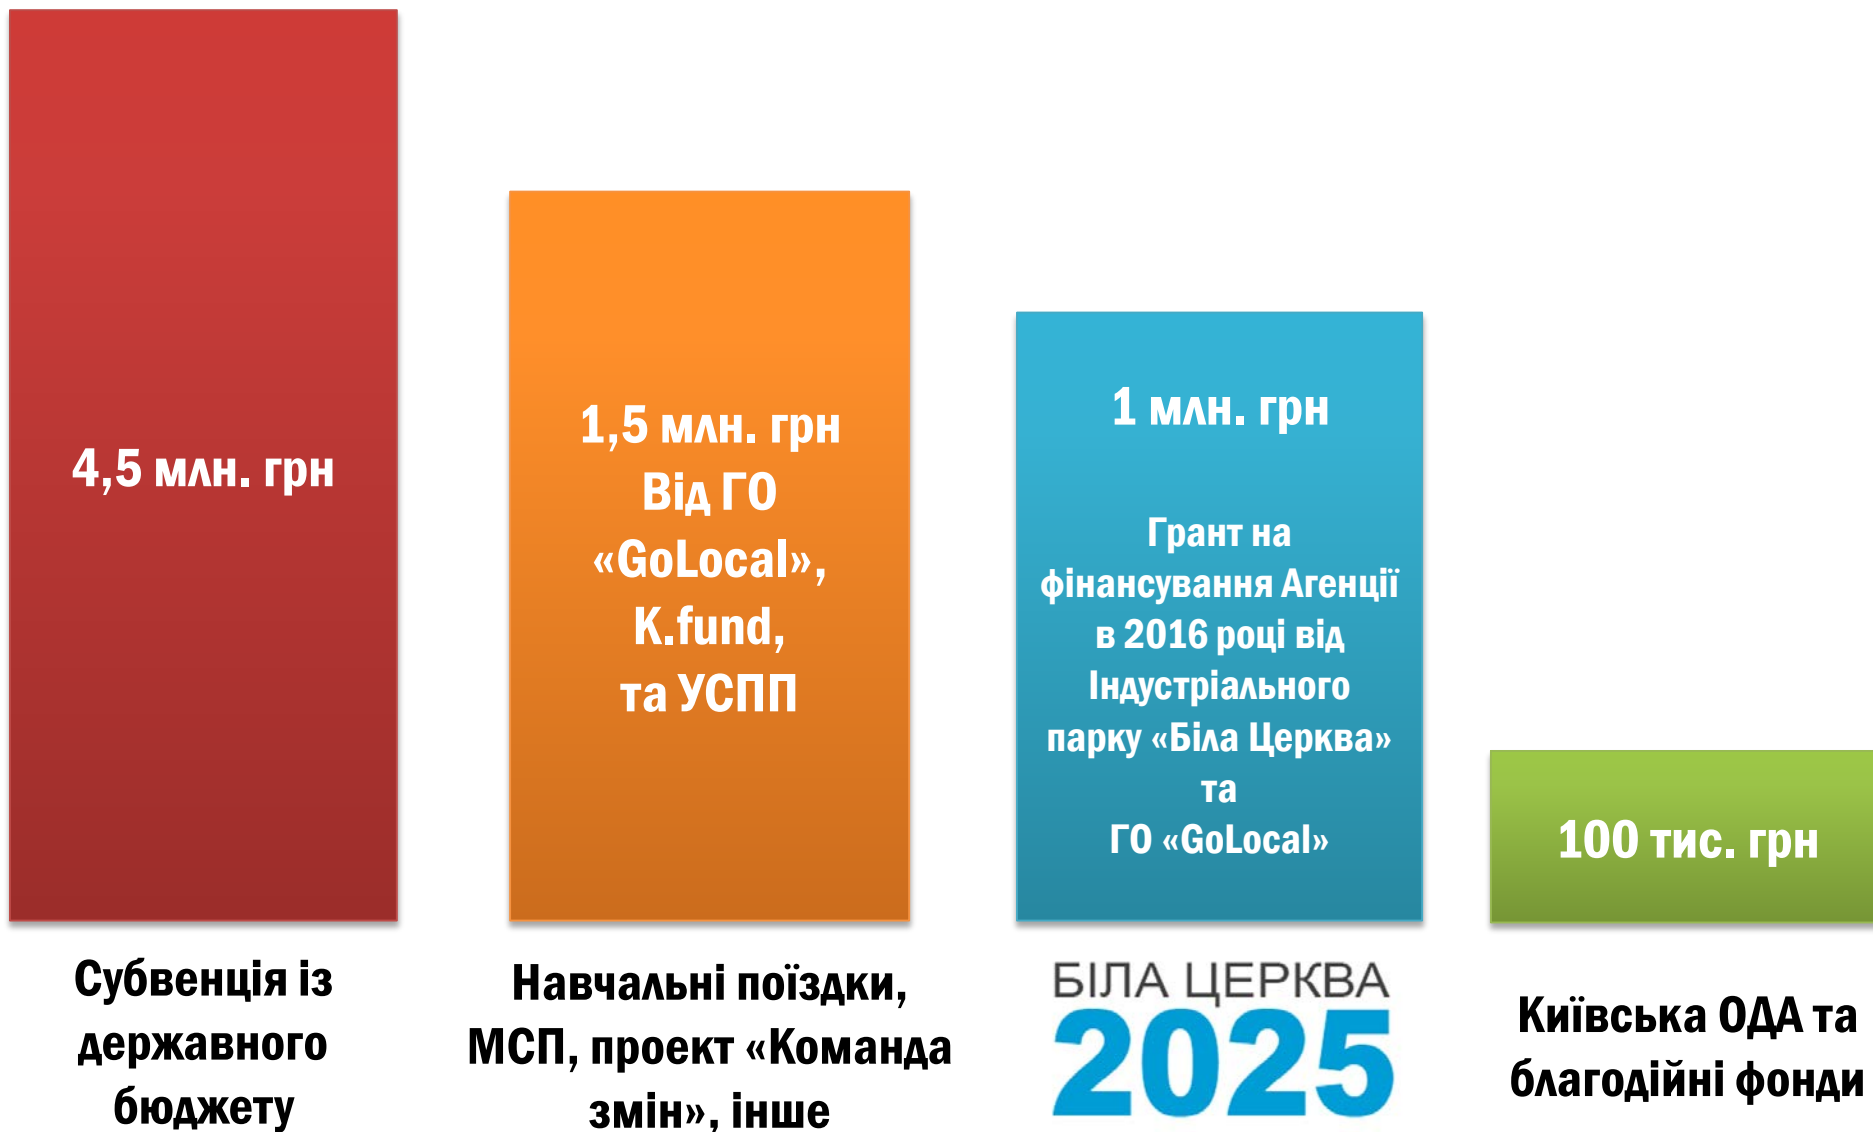 4,5 млн. грн
1,5 млн. грн
Від ГО
«GoLocal»,
K.fund,
та УСПП
1 млн. грн
Грант на
фінансування Агенції
в 2016 році від
Індустріального
парку «Біла Церква»
та
ГО «GoLocal»
100 тис. грн
Субвенція із
державного
бюджету
Навчальні поїздки,
МСП, проект «Команда
змін», інше
БІЛА ЦЕРКВА
2025
Київська ОДА та
благодійні фонди